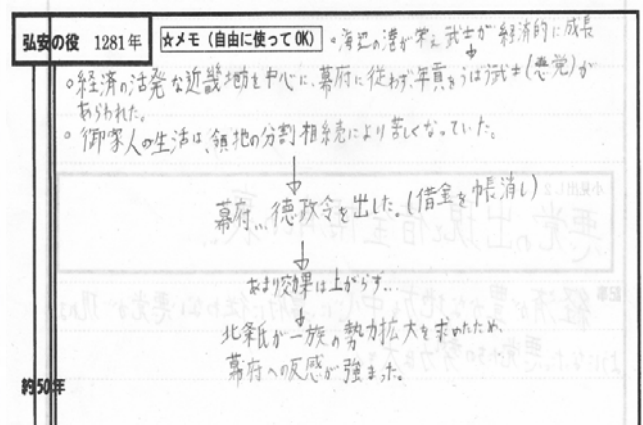 弘安の役 1281年
☆メモ(自由に使ってOK)
。海辺の港が栄え武士が経済的に成長
↓
。経済の活発な近畿地方を中心に、幕府に従わず、年貢をうばう武士(悪党)が
あらわれた。
。御家人の生活は、領地の分割相続により苦しくなっていた。
↓
幕府…徳政令を出した。(借金を帳消し)
↓
あまり効果は上がらず…
↓
北条氏が一族の勢力拡大を求めたため、
幕府への反感が強まった。
約50年